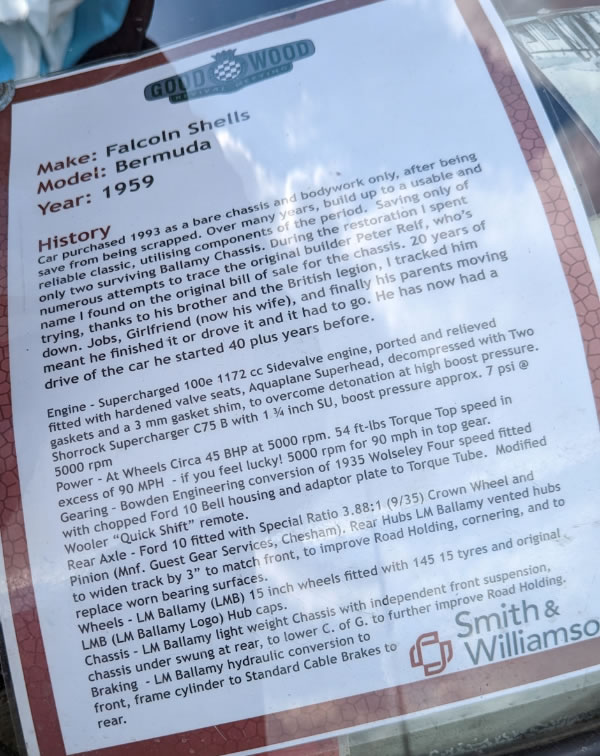 GOOD WOOD
REVIVAL MEETING
Make: Falcoln Shells
Model: Bermuda
Year: 1959
History
Car purchased 1993 as a bare chassis and bodywork only, after being
save from being scrapped. Over many years, build up to a usable and
reliable classic, utilising components of the period. Saving only of
only two surviving Ballamy Chassis. During the restoration I spent
numerous attempts to trace the original builder Peter Relf, who's
name I found on the original bill of sale for the chassis. 20 years of
trying, thanks to his brother and the British legion, I tracked him
down. Jobs, Girlfriend (now his wife), and finally his parents moving
meant he finished it or drove it and it had to go. He has now had a
drive of the car he started 40 plus years before.
Engine - Supercharged 100e 1172 cc Sidevalve engine, ported and relieved
fitted with hardened valve seats, Aquaplane Superhead, decompressed with Two
gaskets and a 3 mm gasket shim, to overcome detonation at high boost pressure.
Shorrock Supercharger C75 B with 1 ¾ inch SU, boost pressure approx. 7 psi @
5000 rpm
Power - At Wheels Circa 45 BHP at 5000 rpm. 54 ft-lbs Torque Top speed in
excess of 90 MPH - if you feel lucky! 5000 rpm for 90 mph in top gear.
Gearing - Bowden Engineering conversion of 1935 Wolseley Four speed fitted
with chopped Ford 10 Bell housing and adaptor plate to Torque Tube. Modified
Wooler "Quick Shift" remote.
Rear Axle - Ford 10 fitted with Special Ratio 3.88:1 (9/35) Crown Wheel and
Pinion (Mnf. Guest Gear Services, Chesham). Rear Hubs LM Ballamy vented hubs
to widen track by 3" to match front, to improve Road Holding, cornering, and to
replace worn bearing surfaces.
Wheels - LM Ballamy (LMB) 15 inch wheels fitted with 145 15 tyres and original
LMB (LM Ballamy Logo) Hub caps.
Chassis - LM Ballamy light weight Chassis with independent front suspension,
chassis under swung at rear, to lower C. of G. to further improve Road Holding.
Braking - LM Ballamy hydraulic conversion to
front, frame cylinder to Standard Cable Brakes to
rear.
Smith &
Williamso